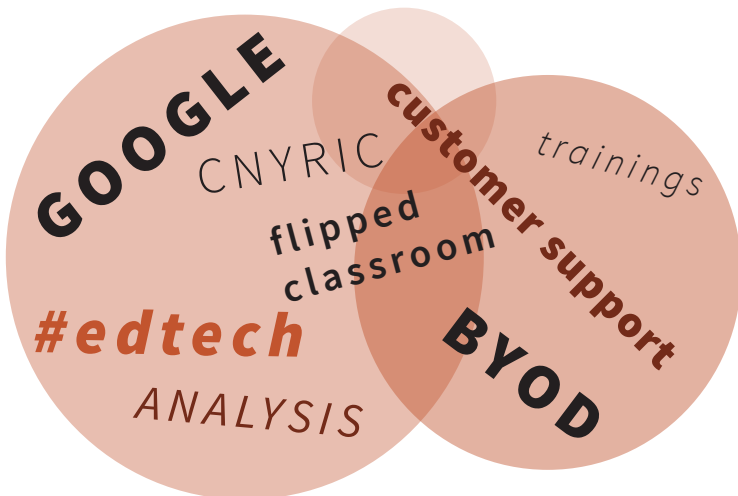 GOOGLE
CNYRIC
customer support
trainings
flipped
classroom
#edtech
BYOD
ANALYSIS